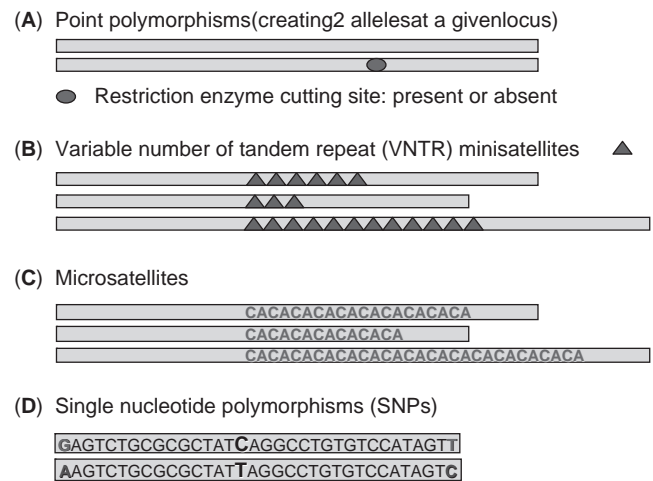 (A) Point polymorphisms(creating2 allelesat a givenlocus)
Restriction enzyme cutting site: present or absent
(B) Variable number of tandem repeat (VNTR) minisatellites
(C) Microsatellites
CACACACACACACACACACA
CACACACACACACA
CACACACACACACACACACACACACACACA
(D) Single nucleotide polymorphisms (SNPs)
GAGTCTGCGCGCTATCAGGCCTGTGTCCATAGTT
AAGTCTGCGCGCTATTAGGCCTGTGTCCATAGTC